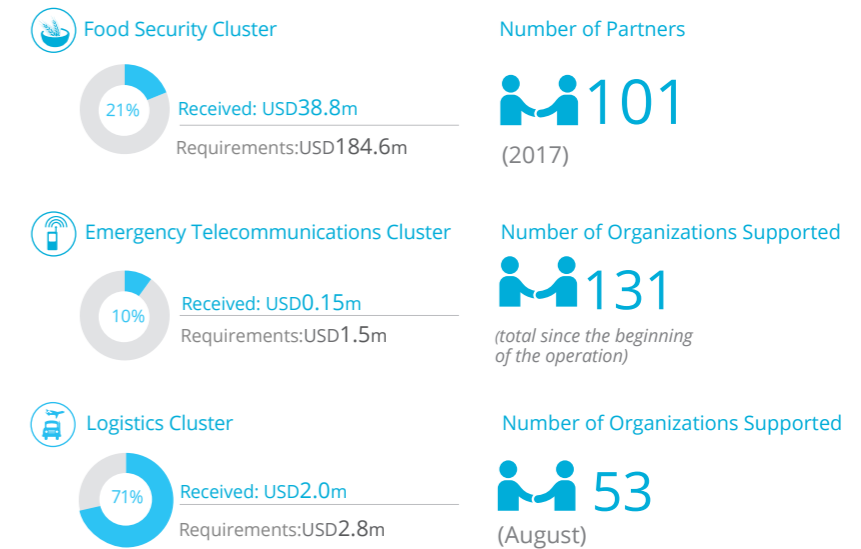 Food Security Cluster
Number of Partners
21%
Received: USD38.8m
Requirements:USD184.6m
101
(2017)
Emergency Telecommunications Cluster
Number of Organizations Supported
10%
Received: USD0.15m
Requirements:USD1.5m
131
(total since the beginning
of the operation)
Logistics Cluster
Number of Organizations Supported
71%
Received: USD2.0m
Requirements:USD2.8m
53
(August)